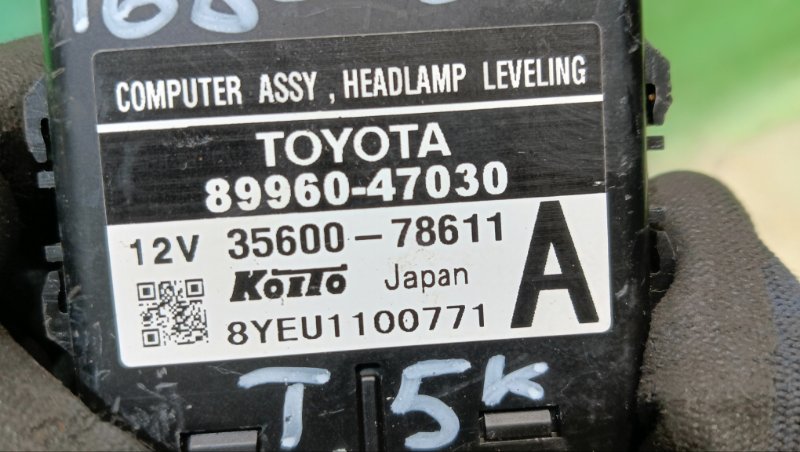 COMPUTER ASSY , HEADLAMP LEVELING
TOYOTA
89960-47030
12V 35600-78611 A
KOITO Japan
8YEU1100771
T 5K